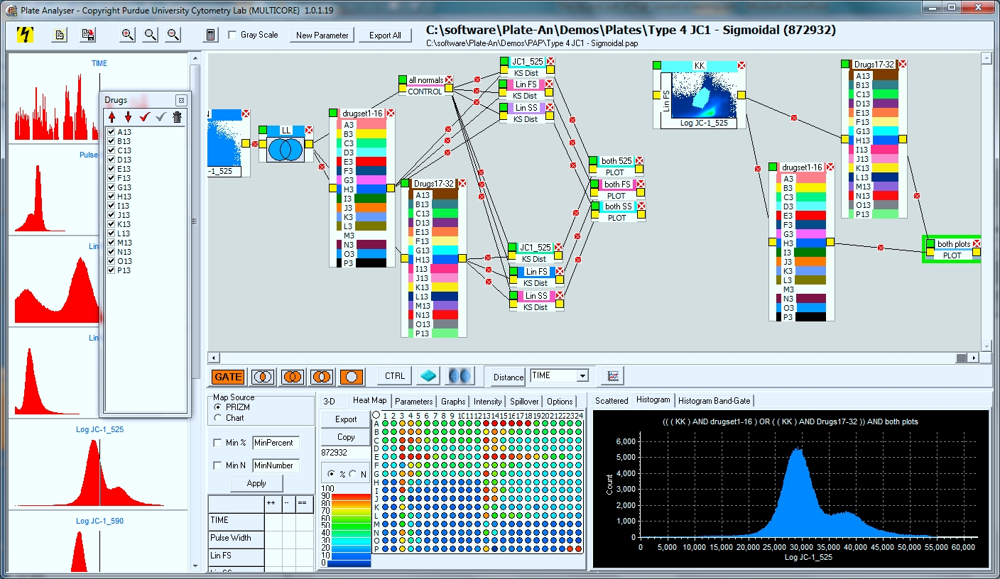 Plate Analyser - Copyright Purdue University Cytometry Lab (MULTICORE) 1.0.1.19
Gray Scale
New Parameter
Export All
C:\software\Plate-An\Demos\Plates\Type 4 JC1 - Sigmoidal (872932)
C:\software\Plate-An\Demos\PAP\Type 4 JC1 - Sigmoidal.pap
TIME
Pulse
Lin
Lin
Log JC-1_525
Log JC-1_590
Drugs
A13
B13
C13
D13
E13
F13
G13
H13
I13
J13
K13
L13
M13
N13
O13
P13
-1_525
LL
drugset1-16
A3
B3
C3
D3
E3
F3
G3
H3
I3
J3
K3
L3
M3
N3
O3
P3
all normals
CONTROL
Drugs17-32
A13
B13
C13
D13
E13
F13
G13
H13
I13
J13
K13
L13
M13
N13
O13
P13
JC1_525
KS Dist
Lin FS
KS Dist
Lin SS
KS Dist
JC1_525
KS Dist
Lin FS
KS Dist
Lin SS
KS Dist
both 525
PLOT
both FS
PLOT
both SS
PLOT
KK
Lin FS
Log JC-1_525
drugset1-16
A3
B3
C3
D3
E3
F3
G3
H3
I3
J3
K3
L3
M3
N3
O3
P3
Drugs17-32
A13
B13
C13
D13
E13
F13
G13
H13
I13
J13
K13
L13
M13
N13
O13
P13
both plots
PLOT
GATE
CTRL
Distance
TIME
Map Source
PRIZM
Chart
Min %
MinPercent
Min N
MinNumber
Apply
++ -- ==
TIME
Pulse Width
Lin FS
3-D Heat Map Parameters Graphs Intensity Spillover Options
Export
Copy
872932
% N
100
90
80
70
60
50
40
30
20
10
0
1 2 3 4 5 6 7 8 9 10 11 12 13 14 15 16 17 18 19 20 21 22 23 24
A
B
C
D
E
F
G
H
I
J
K
L
M
N
O
P
Scattered Histogram Histogram Band-Gate
(( ( KK ) AND drugset1-16 ) OR ( ( KK ) AND Drugs17-32 )) AND both plots
6,000
5,000
4,000
3,000
2,000
1,000
0
Count
0 5,000 10,000 15,000 20,000 25,000 30,000 35,000 40,000 45,000 50,000 55,000 60,000
Log JC-1_525